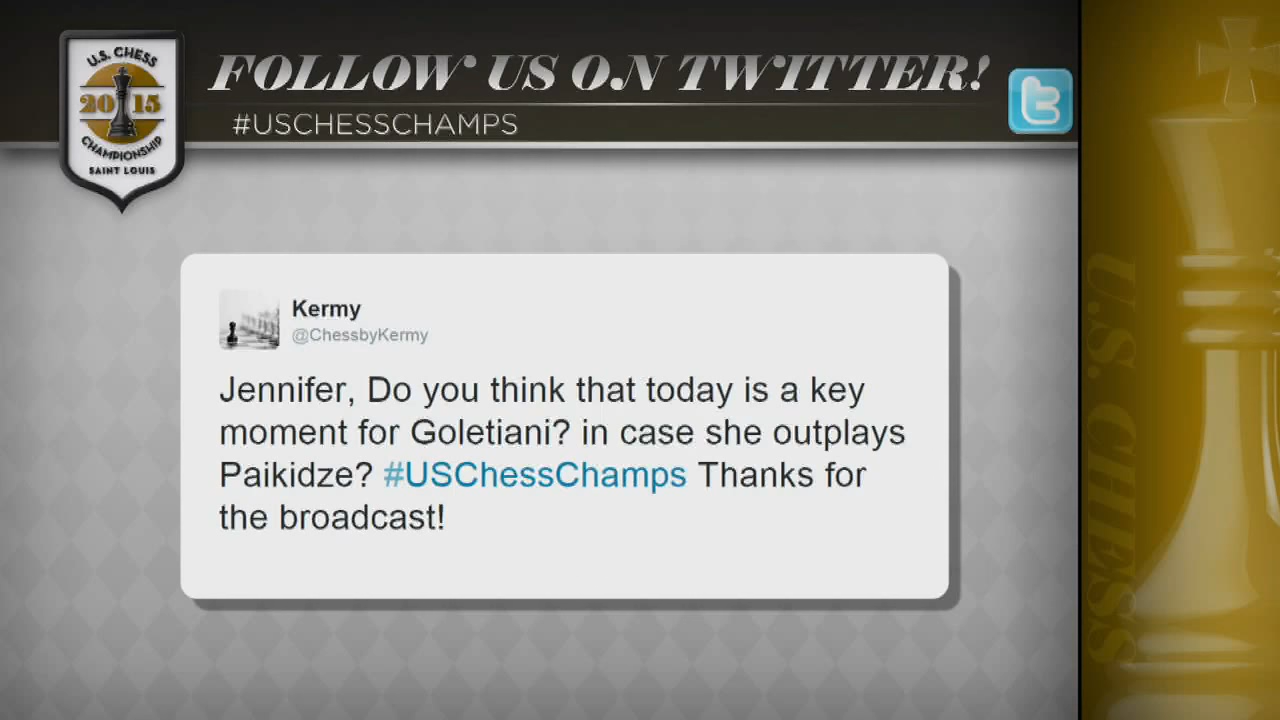 U.S. CHESS
2015
CHAMPIONSHIP
SAINT LOUIS
FOLLOW US ON TWITTER!
#USCHESSCHAMPS
Kermy
@ChessbyKermy
Jennifer, Do you think that today is a key
moment for Goletiani? in case she outplays
Paikidze? #USChessChamps Thanks for
the broadcast!
U.S. CHESS